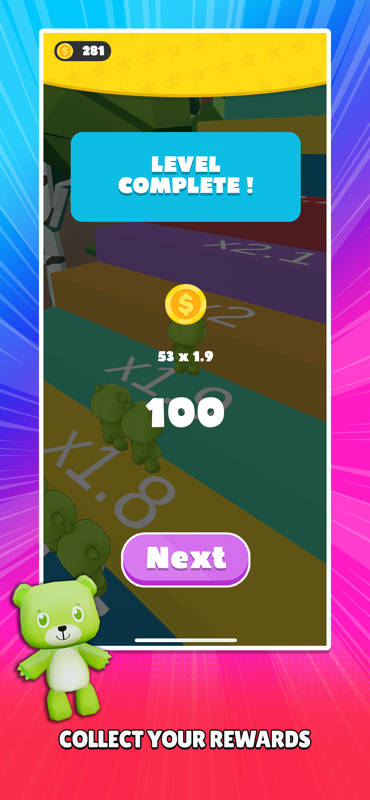 281
LEVEL
COMPLETE !
x2.1
x2
53 x 1.9
x1.9
100
x1.8
Next
COLLECT YOUR REWARDS